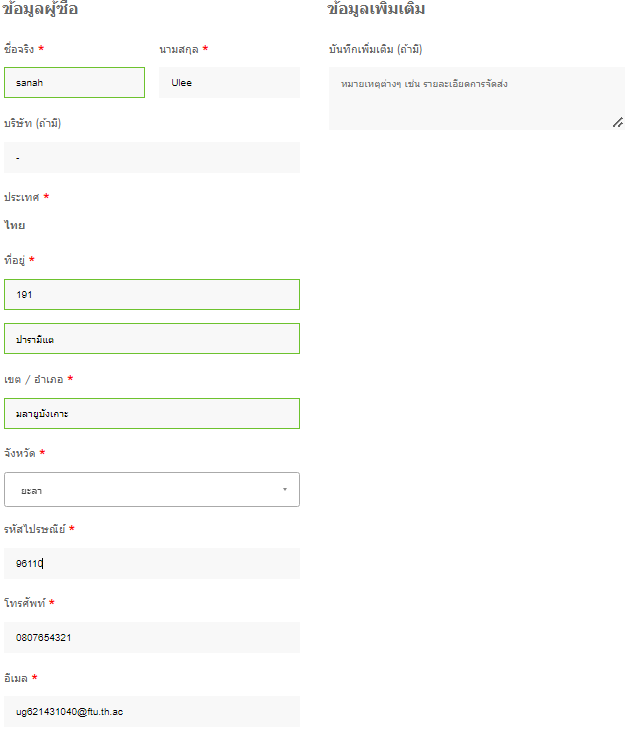 ข้อมูลผู้ซื้อ
ชื่อจริง *
นามสกุล *
sanah
Ulee
บริษัท (ถ้ามี)
-
ประเทศ *
ไทย
ที่อยู่ *
191
ปารามีแต
เขต / อำเภอ *
มลายูบังเคาะ
จังหวัด *
ยะลา
รหัสไปรษณีย์ *
96110
โทรศัพท์ *
0807654321
อีเมล *
ug621431040@ftu.th.ac
ข้อมูลเพิ่มเติม
บันทึกเพิ่มเติม (ถ้ามี)
หมายเหตุต่างๆ เช่น รายละเอียดการจัดส่ง